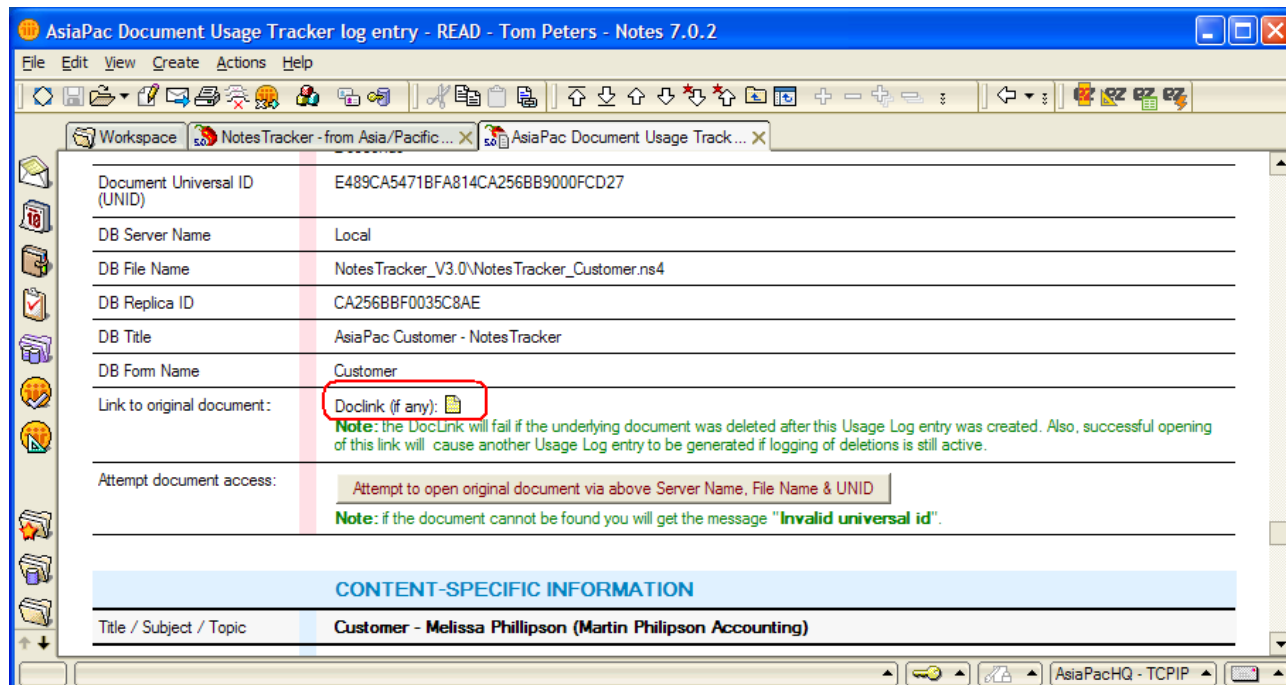 AsiaPac Document Usage Tracker log entry - READ - Tom Peters - Notes 7.0.2
File Edit View Create Actions Help
Workspace NotesTracker - from Asia/Pacific ... AsiaPac Document Usage Track ...
Document Universal ID (UNID) E489CA5471BFA814CA256BB9000FCD27
DB Server Name Local
DB File Name NotesTracker_V3.0\NotesTracker_Customer.ns4
DB Replica ID CA256BBF0035C8AE
DB Title AsiaPac Customer - NotesTracker
DB Form Name Customer
Link to original document: Doclink (if any):
Note: the DocLink will fail if the underlying document was deleted after this Usage Log entry was created. Also, successful opening
of this link will cause another Usage Log entry to be generated if logging of deletions is still active.
Attempt document access: Attempt to open original document via above Server Name, File Name & UNID
Note: if the document cannot be found you will get the message "Invalid universal id".
CONTENT-SPECIFIC INFORMATION
Title / Subject / Topic Customer - Melissa Phillipson (Martin Philipson Accounting)
AsiaPacHQ - TCPIP